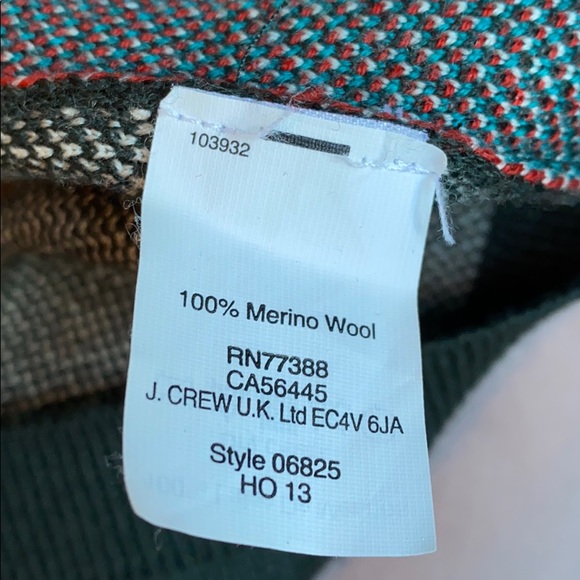 103932
100% Merino Wool
RN77388
CA56445
J. CREW U.K. Ltd EC4V 6JA
Style 06825
HO 13